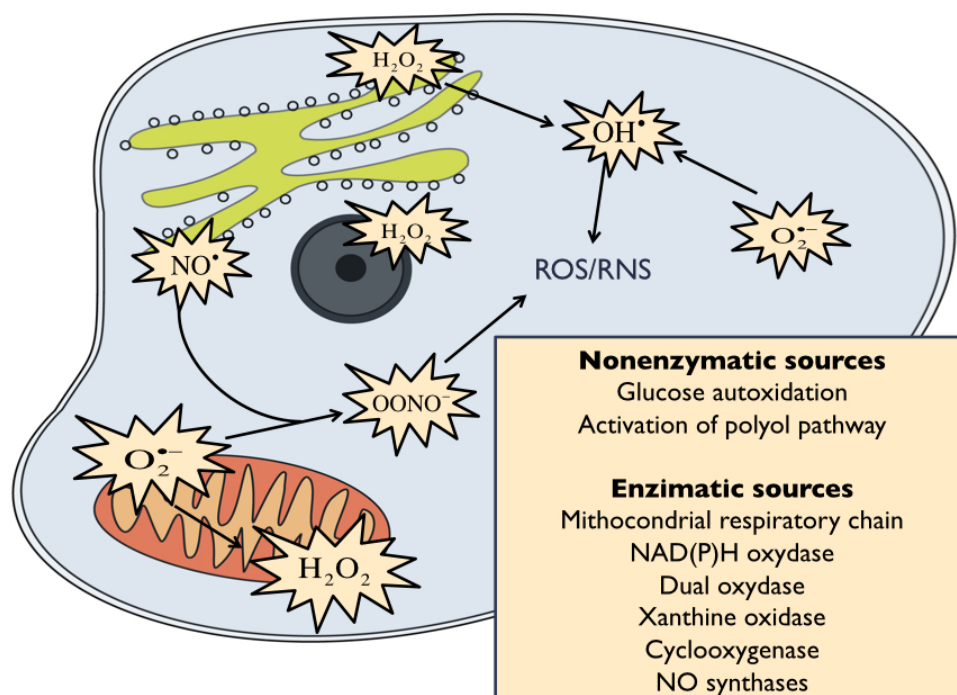 H₂O₂
OH•
O₂•−
H₂O₂
NO•
ROS/RNS
OONO⁻
O₂•−
H₂O₂
Nonenzymatic sources
Glucose autoxidation
Activation of polyol pathway
Enzimatic sources
Mithocondrial respiratory chain
NAD(P)H oxydase
Dual oxydase
Xanthine oxidase
Cyclooxygenase
NO synthases